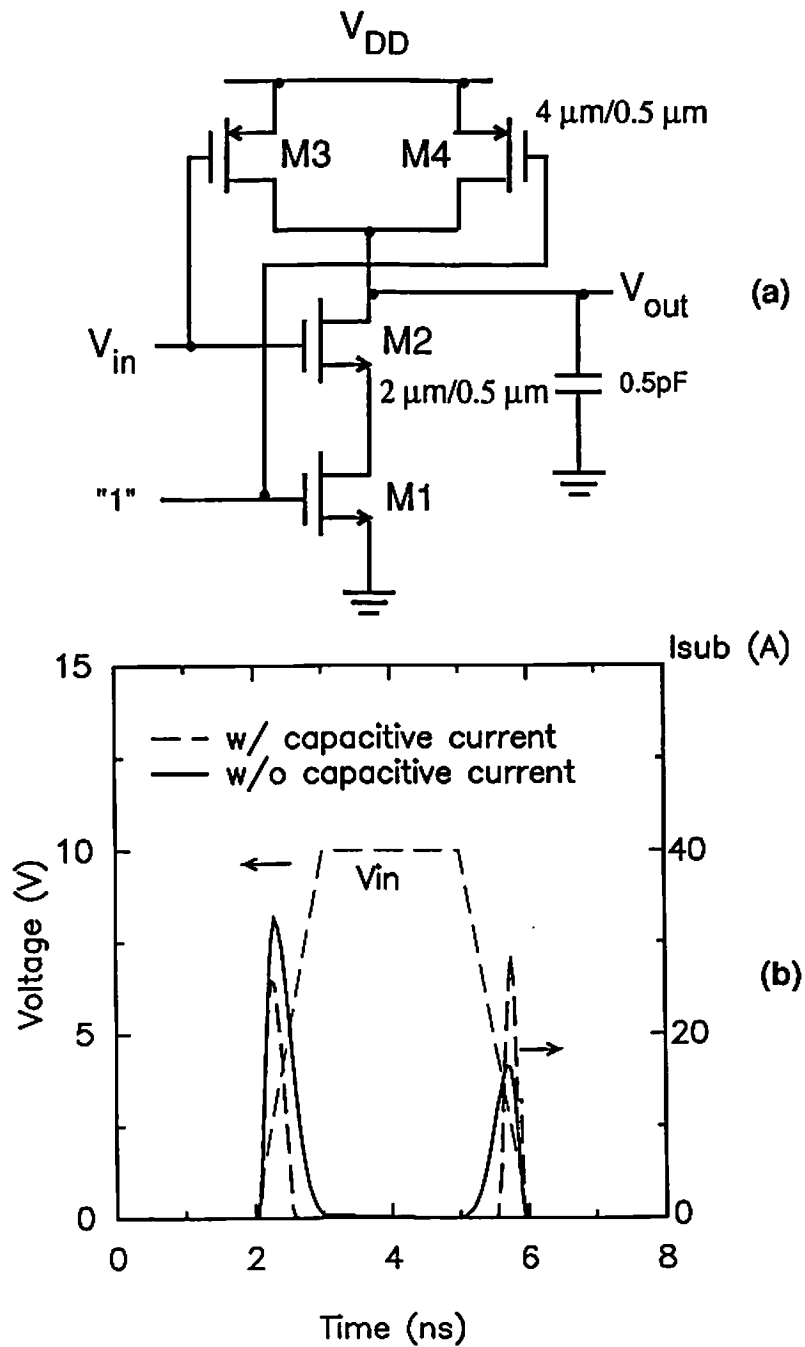 V_DD
4 μm/0.5 μm
M3 M4
V_out (a)
V_in M2
2 μm/0.5 μm 0.5pF
"1" M1
15 Isub (A)
w/ capacitive current
w/o capacitive current
10 40
Vin
Voltage (V)
(b)
5 20
0 0
0 2 4 6 8
Time (ns)